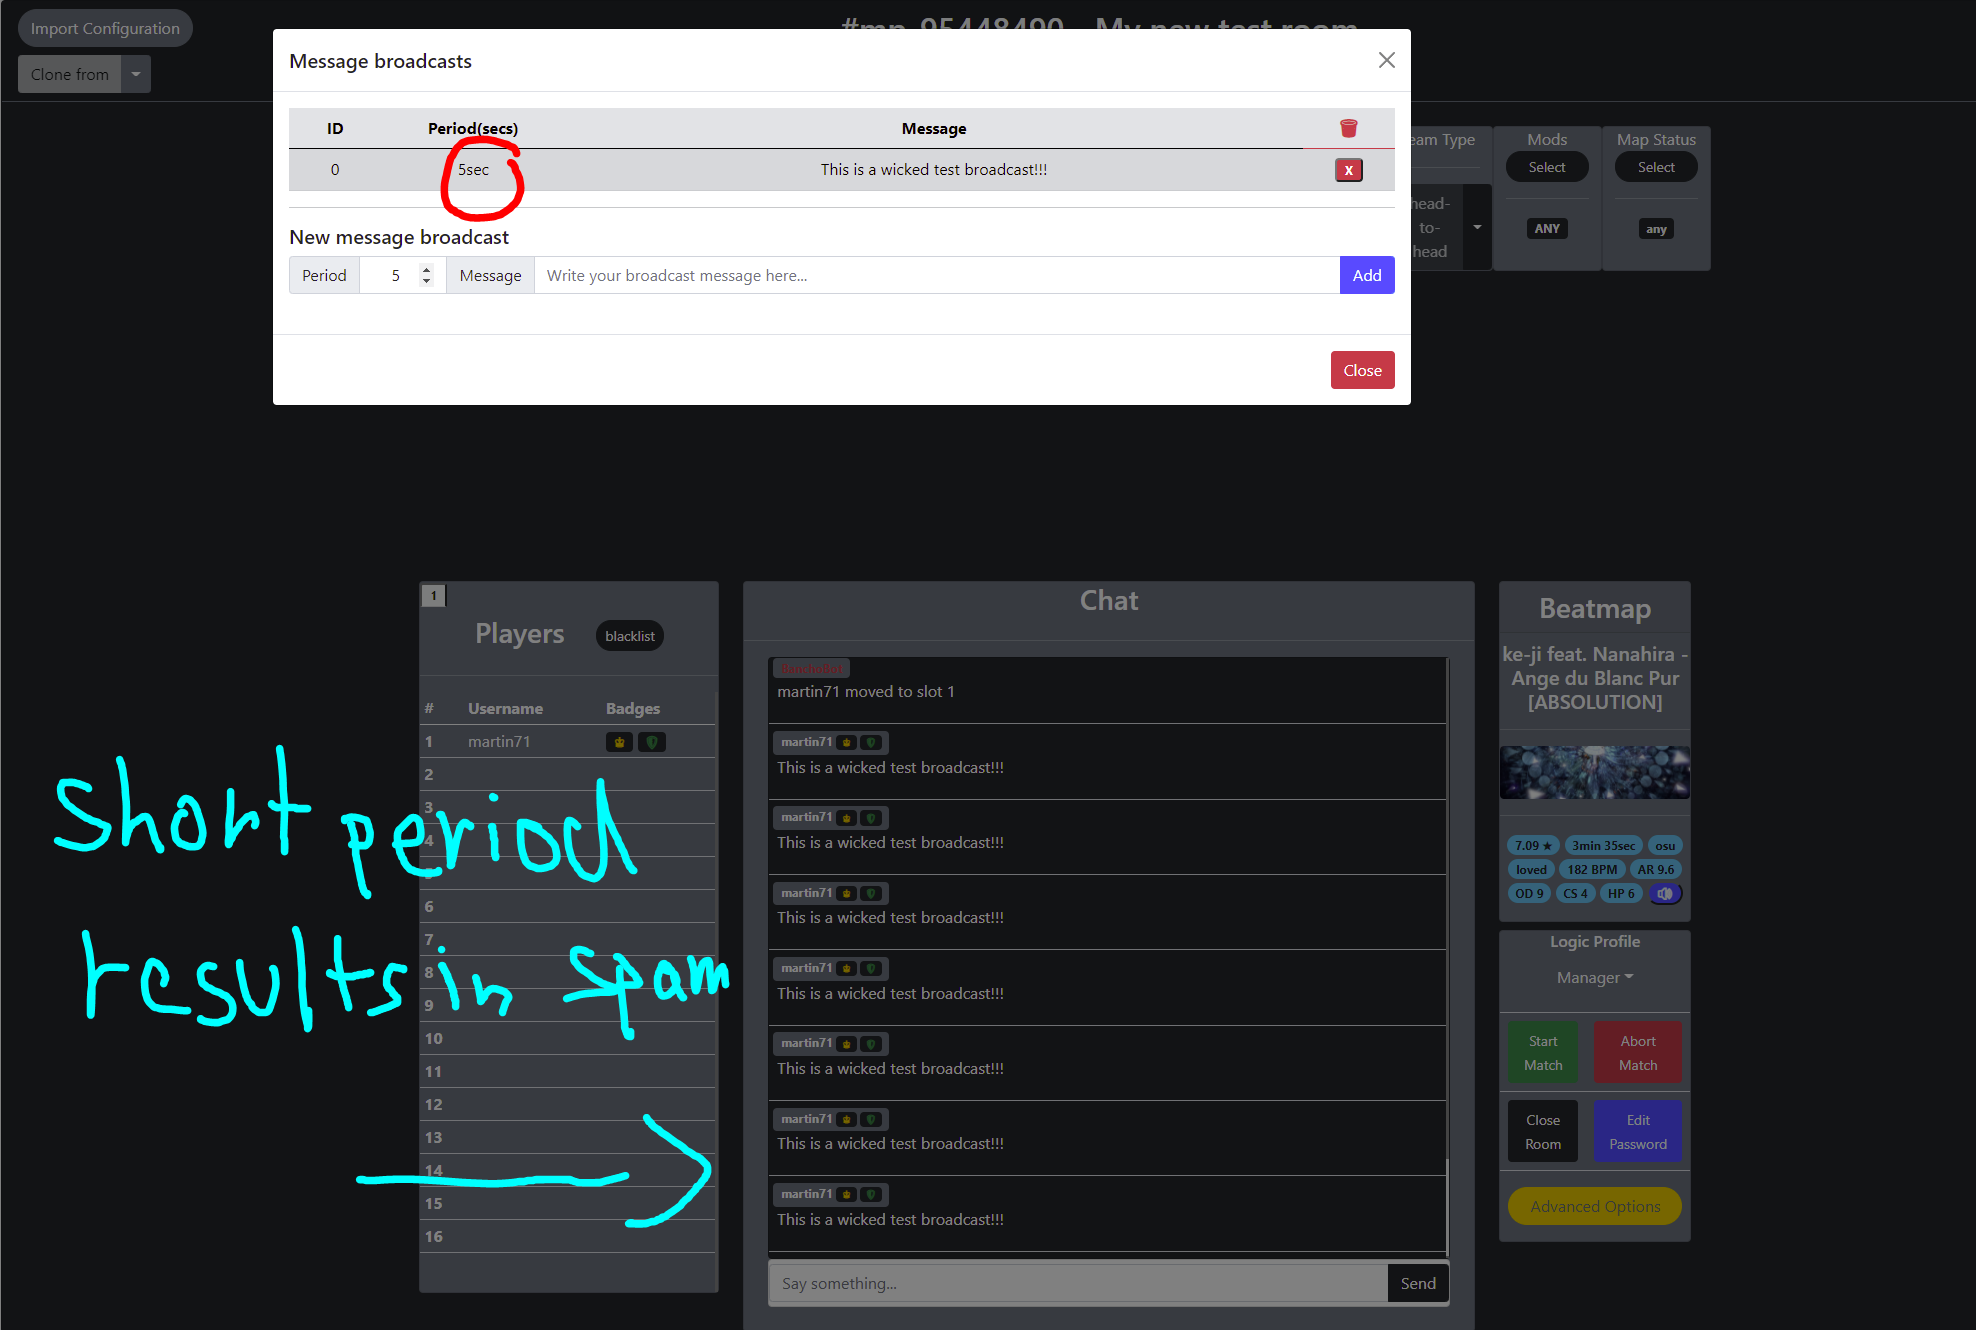 Import Configuration
#mp_95448490 - My new test room
Clone from
Message broadcasts
ID Period(secs) Message
0 5sec This is a wicked test broadcast!!! X
New message broadcast
Period 5 Message Write your broadcast message here... Add
Close
eam Type
head-
to-
head
Mods
Select
ANY
Map Status
Select
any
1
Players blacklist
# Username Badges
1 martin71
2
3
4
6
7
8
9
10
11
12
13
14
15
16
Short period
results in spam
Chat
BanchoBot
martin71 moved to slot 1
martin71
This is a wicked test broadcast!!!
martin71
This is a wicked test broadcast!!!
martin71
This is a wicked test broadcast!!!
martin71
This is a wicked test broadcast!!!
martin71
This is a wicked test broadcast!!!
martin71
This is a wicked test broadcast!!!
martin71
This is a wicked test broadcast!!!
Say something... Send
Beatmap
ke-ji feat. Nanahira -
Ange du Blanc Pur
[ABSOLUTION]
7.09 ★ 3min 35sec osu
loved 182 BPM AR 9.6
OD 9 CS 4 HP 6
Logic Profile
Manager
Start
Match
Abort
Match
Close
Room
Edit
Password
Advanced Options